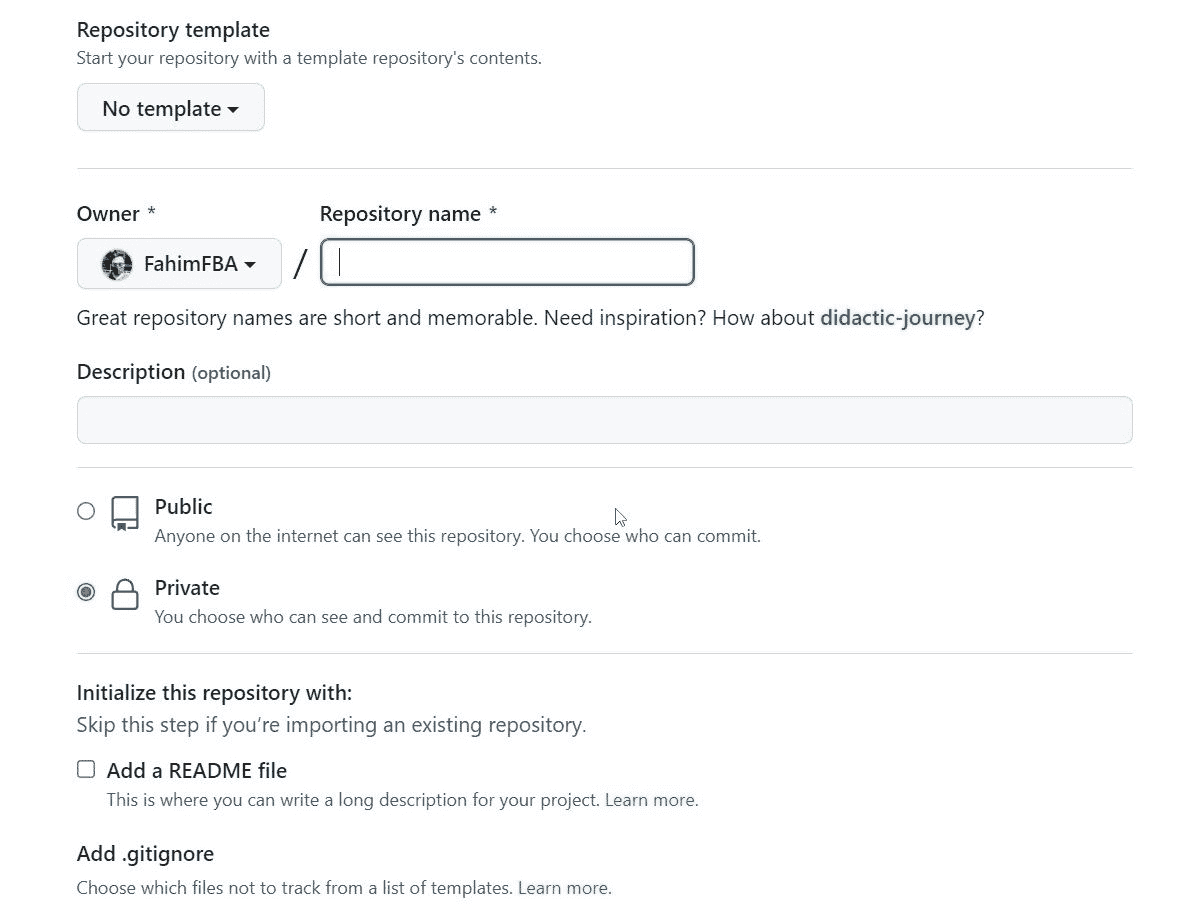 Repository template
Start your repository with a template repository's contents.
No template
Owner *
Repository name *
FahimFBA /
Great repository names are short and memorable. Need inspiration? How about didactic-journey?
Description (optional)
Public
Anyone on the internet can see this repository. You choose who can commit.
Private
You choose who can see and commit to this repository.
Initialize this repository with:
Skip this step if you’re importing an existing repository.
Add a README file
This is where you can write a long description for your project. Learn more.
Add .gitignore
Choose which files not to track from a list of templates. Learn more.